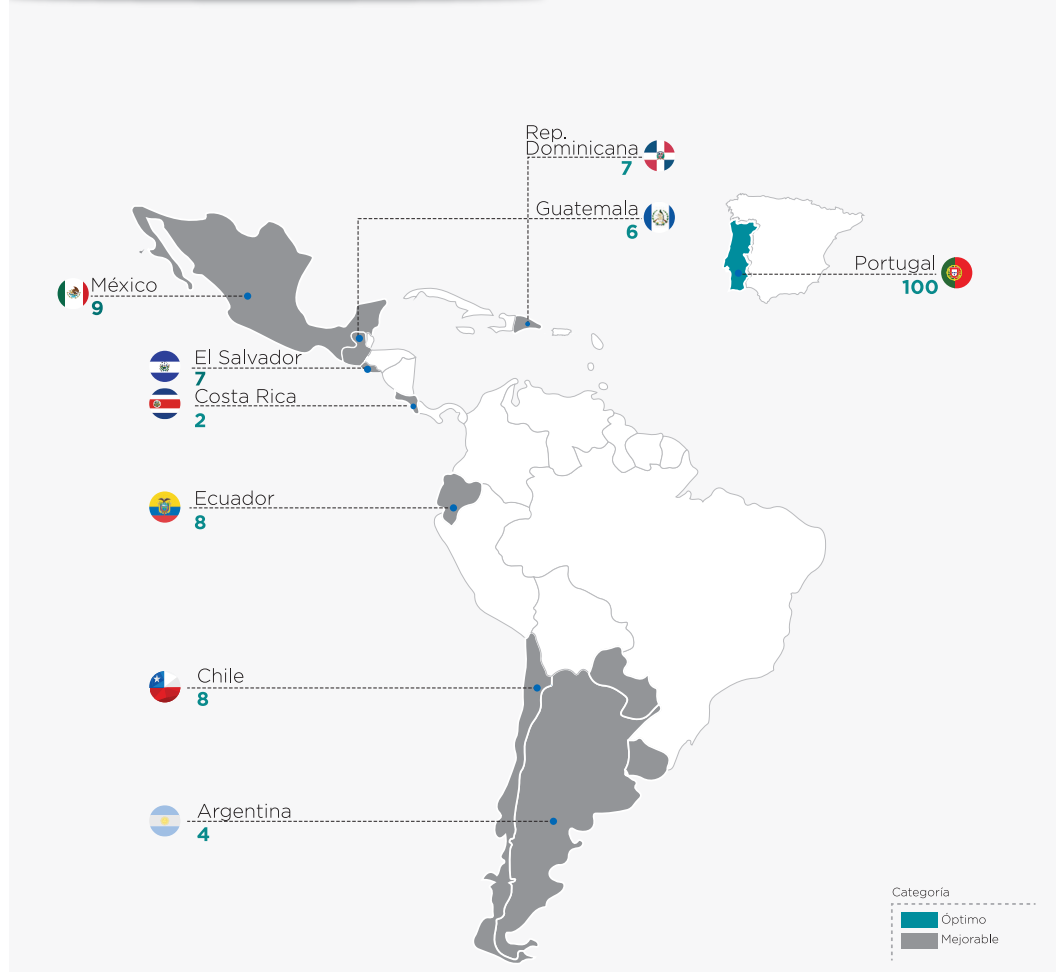 Rep.
Dominicana
7
Guatemala
6
Portugal
100
México
9
El Salvador
7
Costa Rica
2
Ecuador
8
Chile
8
Argentina
4
Categoría
Óptimo
Mejorable